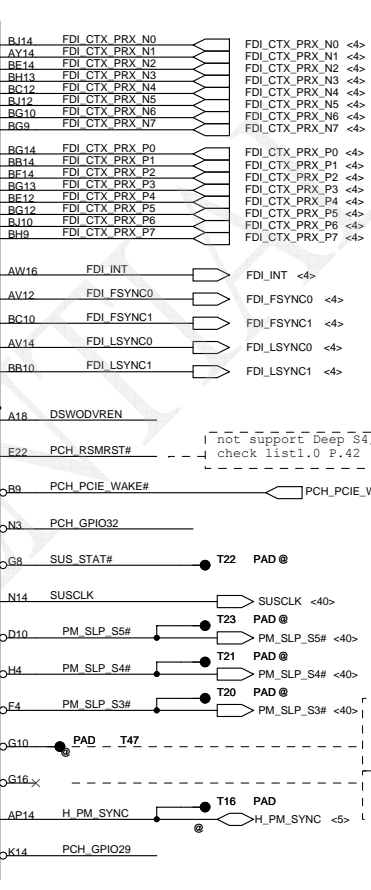 BJ14 FDI_CTX_PRX_N0 FDI_CTX_PRX_N0 <4>
AY14 FDI_CTX_PRX_N1 FDI_CTX_PRX_N1 <4>
BE14 FDI_CTX_PRX_N2 FDI_CTX_PRX_N2 <4>
BH13 FDI_CTX_PRX_N3 FDI_CTX_PRX_N3 <4>
BC12 FDI_CTX_PRX_N4 FDI_CTX_PRX_N4 <4>
BJ12 FDI_CTX_PRX_N5 FDI_CTX_PRX_N5 <4>
BG10 FDI_CTX_PRX_N6 FDI_CTX_PRX_N6 <4>
BG9 FDI_CTX_PRX_N7 FDI_CTX_PRX_N7 <4>
BG14 FDI_CTX_PRX_P0 FDI_CTX_PRX_P0 <4>
BB14 FDI_CTX_PRX_P1 FDI_CTX_PRX_P1 <4>
BF14 FDI_CTX_PRX_P2 FDI_CTX_PRX_P2 <4>
BG13 FDI_CTX_PRX_P3 FDI_CTX_PRX_P3 <4>
BE12 FDI_CTX_PRX_P4 FDI_CTX_PRX_P4 <4>
BG12 FDI_CTX_PRX_P5 FDI_CTX_PRX_P5 <4>
BJ10 FDI_CTX_PRX_P6 FDI_CTX_PRX_P6 <4>
BH9 FDI_CTX_PRX_P7 FDI_CTX_PRX_P7 <4>
AW16 FDI_INT FDI_INT <4>
AV12 FDI_FSYNC0 FDI_FSYNC0 <4>
BC10 FDI_FSYNC1 FDI_FSYNC1 <4>
AV14 FDI_LSYNC0 FDI_LSYNC0 <4>
BB10 FDI_LSYNC1 FDI_LSYNC1 <4>
A18 DSWODVREN
not support Deep S4,
E22 PCH_RSMRST# check list1.0 P.42
B9 PCH_PCIE_WAKE# PCH_PCIE_W
N3 PCH_GPIO32
G8 SUS_STAT# T22 PAD @
N14 SUSCLK SUSCLK <40>
T23 PAD @
D10 PM_SLP_S5# PM_SLP_S5# <40>
T21 PAD @
H4 PM_SLP_S4# PM_SLP_S4# <40>
T20 PAD @
F4 PM_SLP_S3# PM_SLP_S3# <40>
G10 @ PAD T47
G16
T16 PAD
AP14 H_PM_SYNC H_PM_SYNC <5>
@
K14 PCH_GPIO29